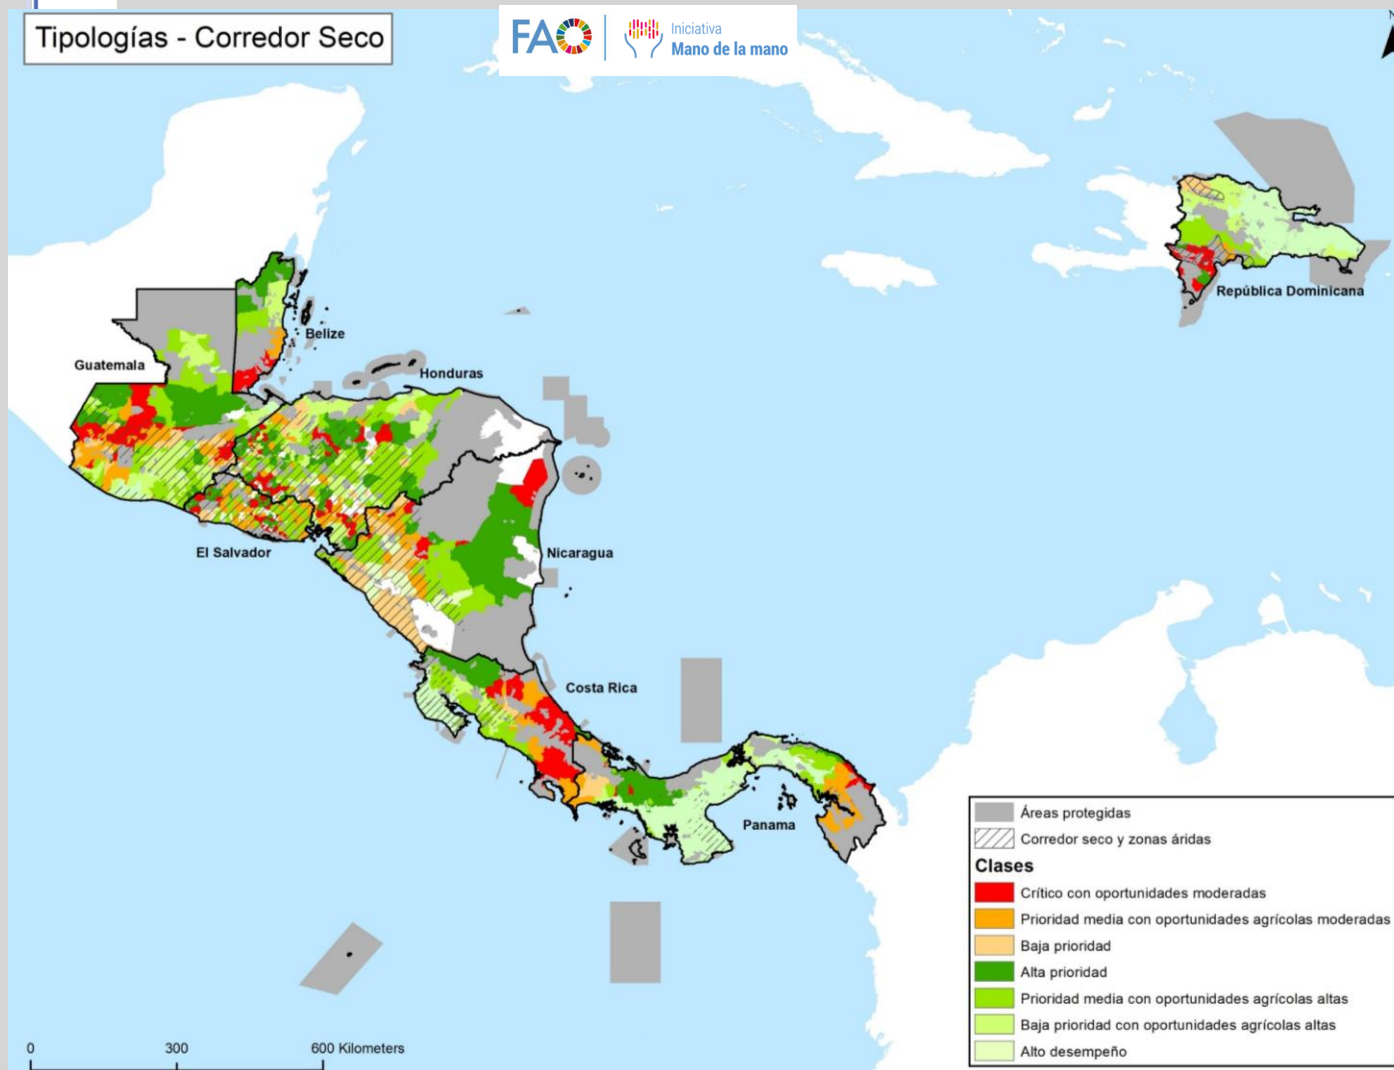 Tipologías - Corredor Seco
FAO
Iniciativa
Mano de la mano
República Dominicana
Belize
Guatemala
Honduras
El Salvador
Nicaragua
Costa Rica
Panama
Áreas protegidas
Corredor seco y zonas áridas
Clases
Crítico con oportunidades moderadas
Prioridad media con oportunidades agrícolas moderadas
Baja prioridad
Alta prioridad
Prioridad media con oportunidades agrícolas altas
Baja prioridad con oportunidades agrícolas altas
Alto desempeño
0 300 600 Kilometers